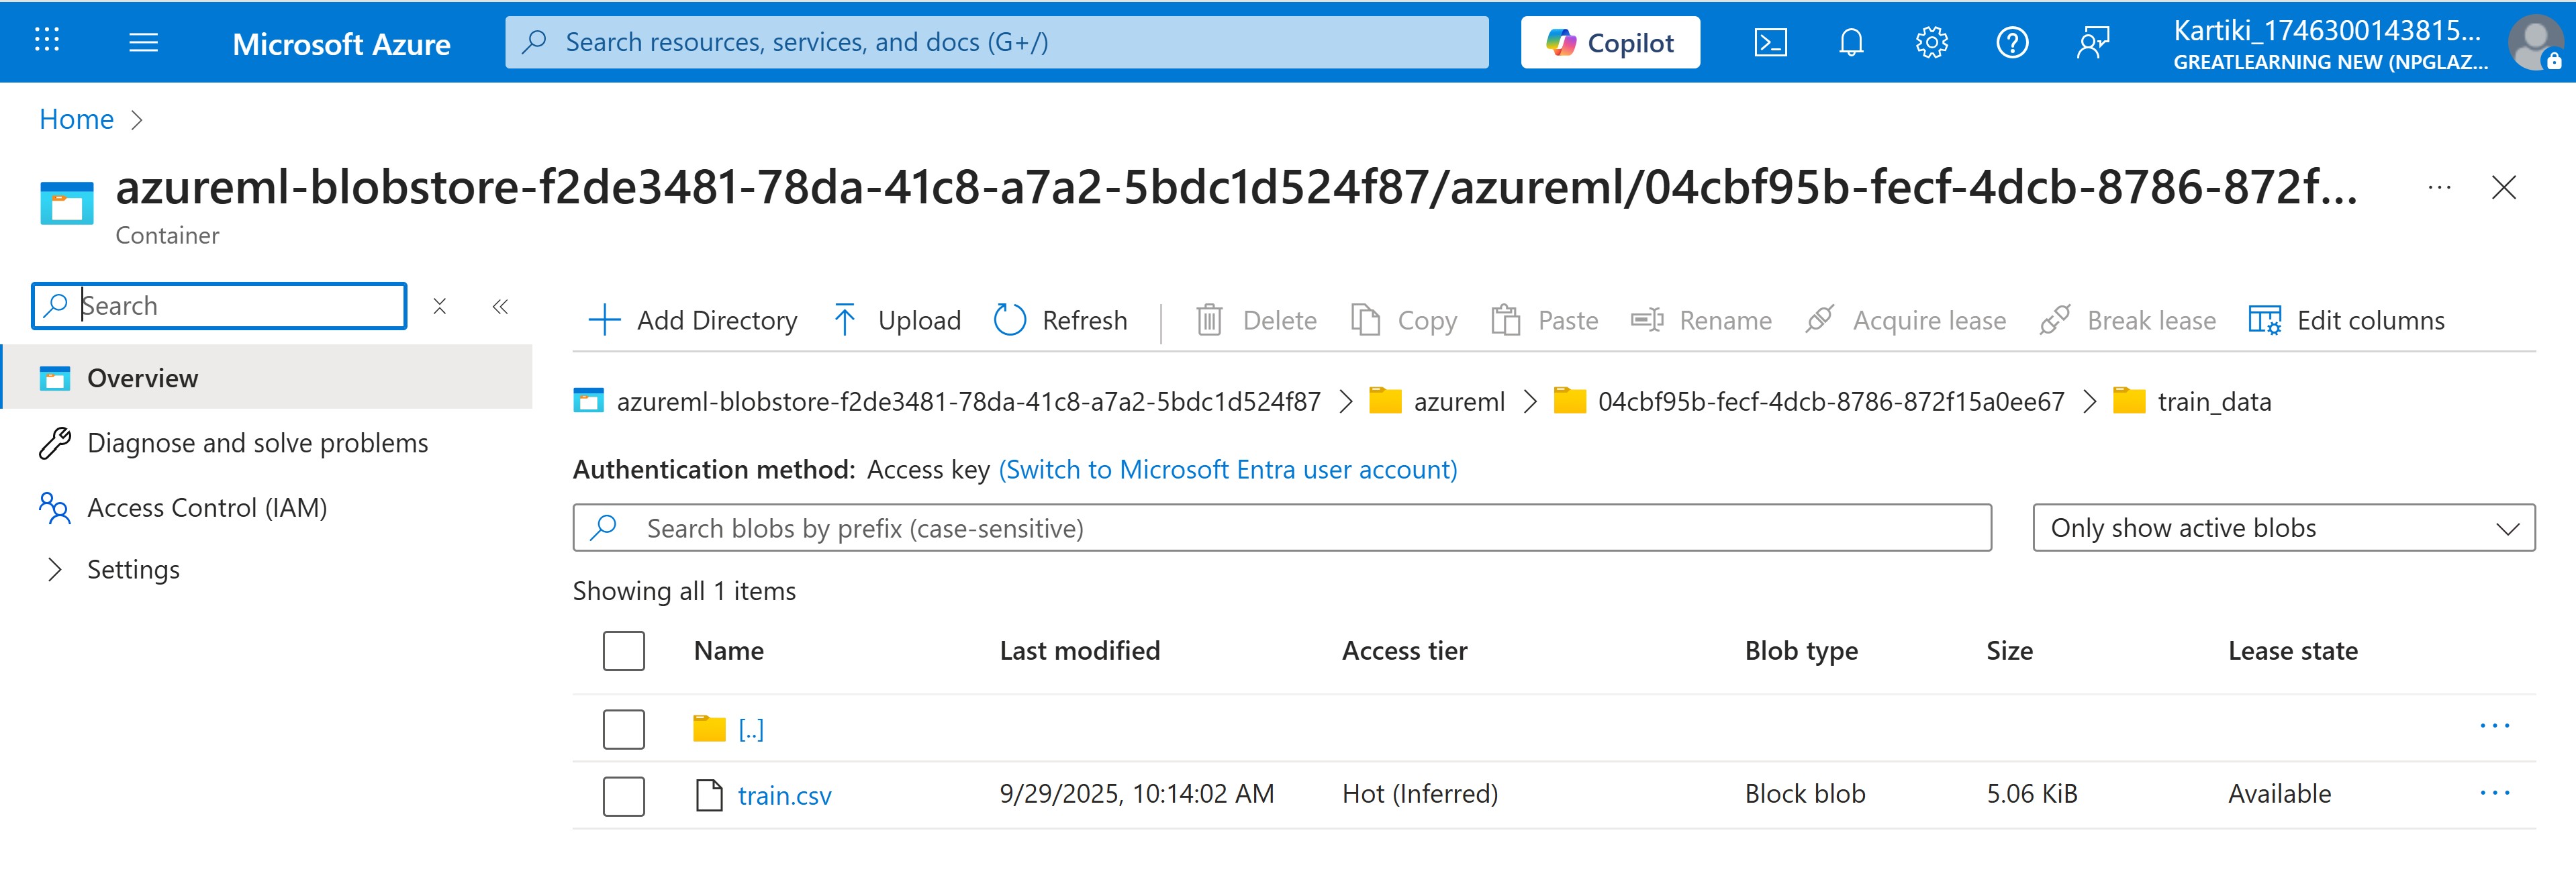 Microsoft Azure
Search resources, services, and docs (G+/)
Copilot
Kartiki_1746300143815...
GREATLEARNING NEW (NPGLAZ...
Home
azureml-blobstore-f2de3481-78da-41c8-a7a2-5bdc1d524f87/azureml/04cbf95b-fecf-4dcb-8786-872f...
Container
Search
Overview
Diagnose and solve problems
Access Control (IAM)
Settings
Add Directory Upload Refresh Delete Copy Paste Rename Acquire lease Break lease Edit columns
azureml-blobstore-f2de3481-78da-41c8-a7a2-5bdc1d524f87 azureml 04cbf95b-fecf-4dcb-8786-872f15a0ee67 train_data
Authentication method: Access key (Switch to Microsoft Entra user account)
Search blobs by prefix (case-sensitive)
Only show active blobs
Showing all 1 items
Name Last modified Access tier Blob type Size Lease state
[..]
train.csv 9/29/2025, 10:14:02 AM Hot (Inferred) Block blob 5.06 KiB Available